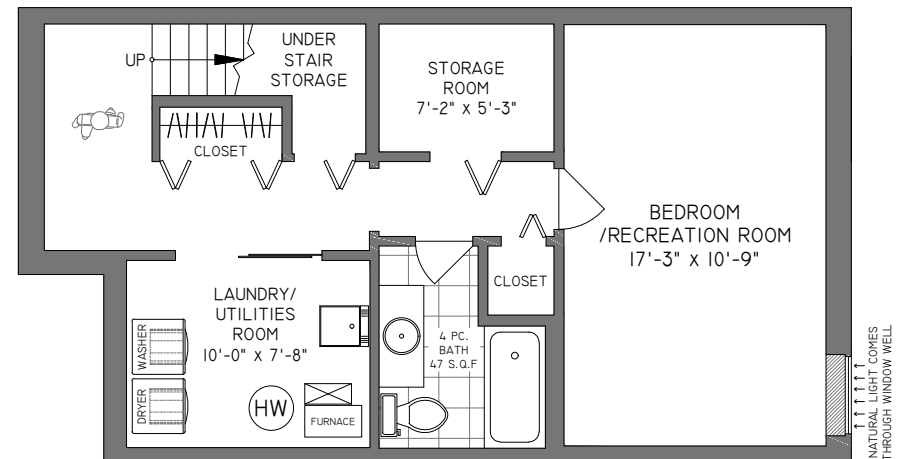 UP
UNDER
STAIR
STORAGE
STORAGE
ROOM
7'-2" X 5'-3"
CLOSET
BEDROOM
/RECREATION ROOM
17'-3" X 10'-9"
CLOSET
LAUNDRY/
UTILITIES
ROOM
10'-0" X 7'-8"
WASHER
DRYER
HW
FURNACE
4 PC.
BATH
47 S.Q.F
NATURAL LIGHT COMES
THROUGH WINDOW WELL